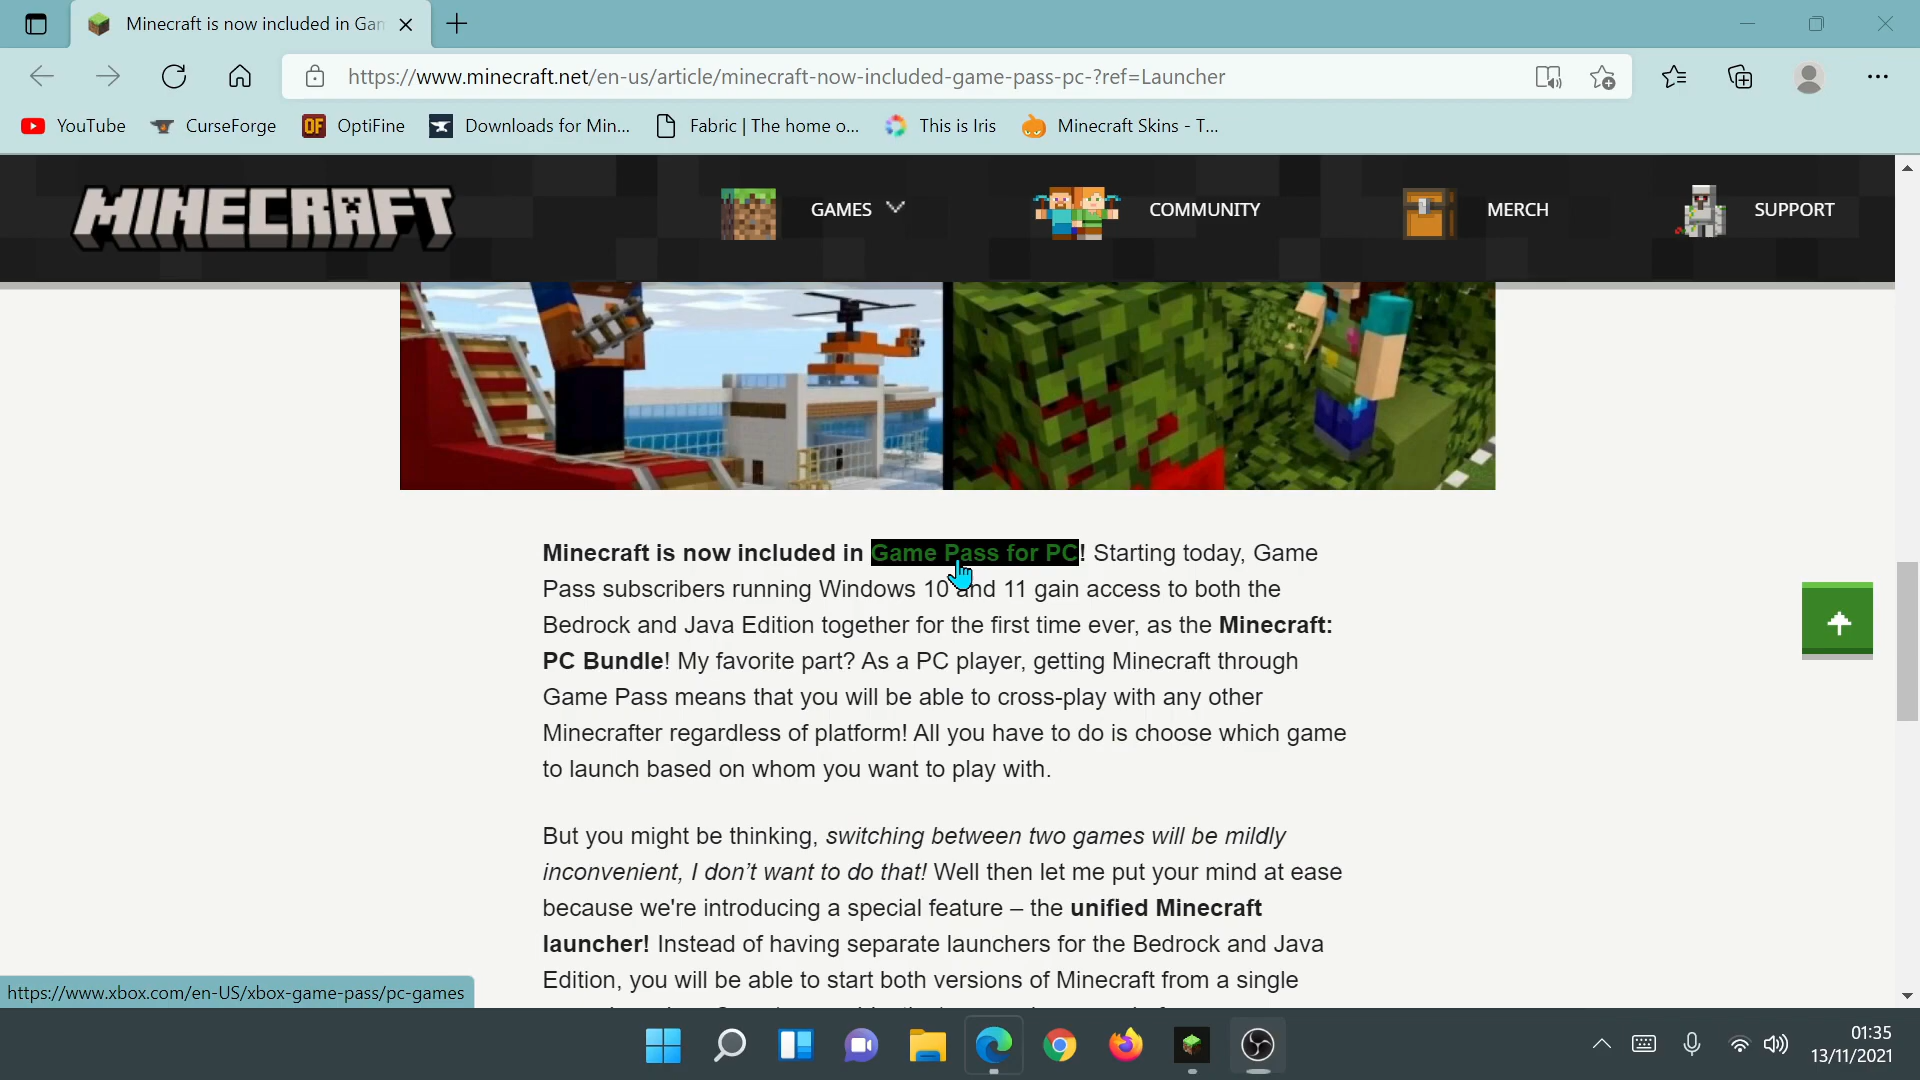 Minecraft is now included in Gam
https://www.minecraft.net/en-us/article/minecraft-now-included-game-pass-pc-?ref=Launcher
YouTube
CurseForge
OF OptiFine
Downloads for Min...
Fabric | The home o...
This is Iris
Minecraft Skins - T...
MINECRAFT
GAMES
COMMUNITY
MERCH
SUPPORT
Minecraft is now included in Game Pass for PC! Starting today, Game
Pass subscribers running Windows 10 and 11 gain access to both the
Bedrock and Java Edition together for the first time ever, as the Minecraft:
PC Bundle! My favorite part? As a PC player, getting Minecraft through
Game Pass means that you will be able to cross-play with any other
Minecrafter regardless of platform! All you have to do is choose which game
to launch based on whom you want to play with.
But you might be thinking, switching between two games will be mildly
inconvenient, I don’t want to do that! Well then let me put your mind at ease
because we're introducing a special feature – the unified Minecraft
launcher! Instead of having separate launchers for the Bedrock and Java
Edition, you will be able to start both versions of Minecraft from a single
https://www.xbox.com/en-US/xbox-game-pass/pc-games
01:35
13/11/2021